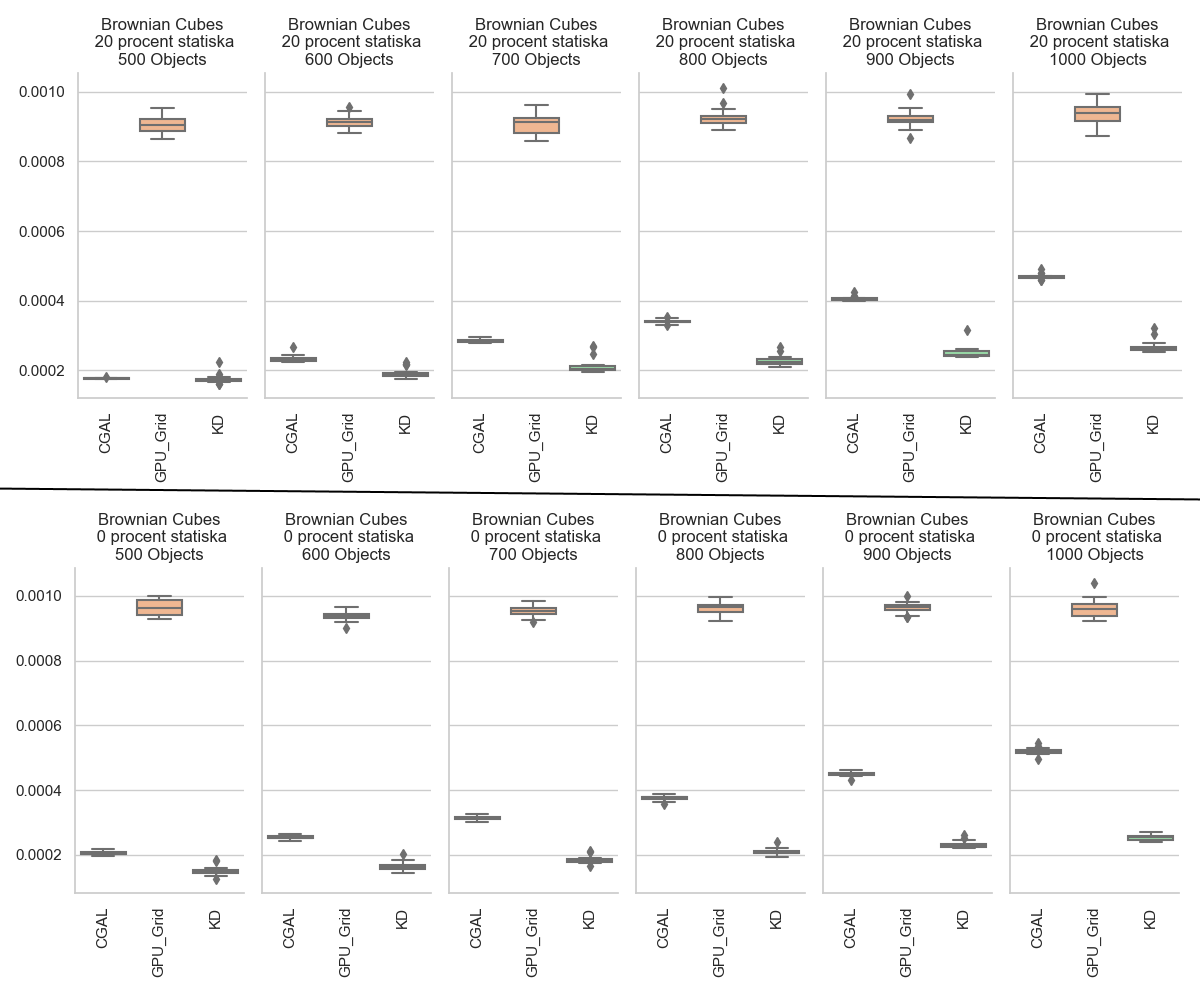 Brownian Cubes
20 procent statiska
500 Objects
Brownian Cubes
20 procent statiska
600 Objects
Brownian Cubes
20 procent statiska
700 Objects
Brownian Cubes
20 procent statiska
800 Objects
Brownian Cubes
20 procent statiska
900 Objects
Brownian Cubes
20 procent statiska
1000 Objects
0.0010
0.0008
0.0006
0.0004
0.0002
CGAL
GPU_Grid
KD
CGAL
GPU_Grid
KD
CGAL
GPU_Grid
KD
CGAL
GPU_Grid
KD
CGAL
GPU_Grid
KD
CGAL
GPU_Grid
KD
Brownian Cubes
0 procent statiska
500 Objects
Brownian Cubes
0 procent statiska
600 Objects
Brownian Cubes
0 procent statiska
700 Objects
Brownian Cubes
0 procent statiska
800 Objects
Brownian Cubes
0 procent statiska
900 Objects
Brownian Cubes
0 procent statiska
1000 Objects
0.0010
0.0008
0.0006
0.0004
0.0002
CGAL
GPU_Grid
KD
CGAL
GPU_Grid
KD
CGAL
GPU_Grid
KD
CGAL
GPU_Grid
KD
CGAL
GPU_Grid
KD
CGAL
GPU_Grid
KD